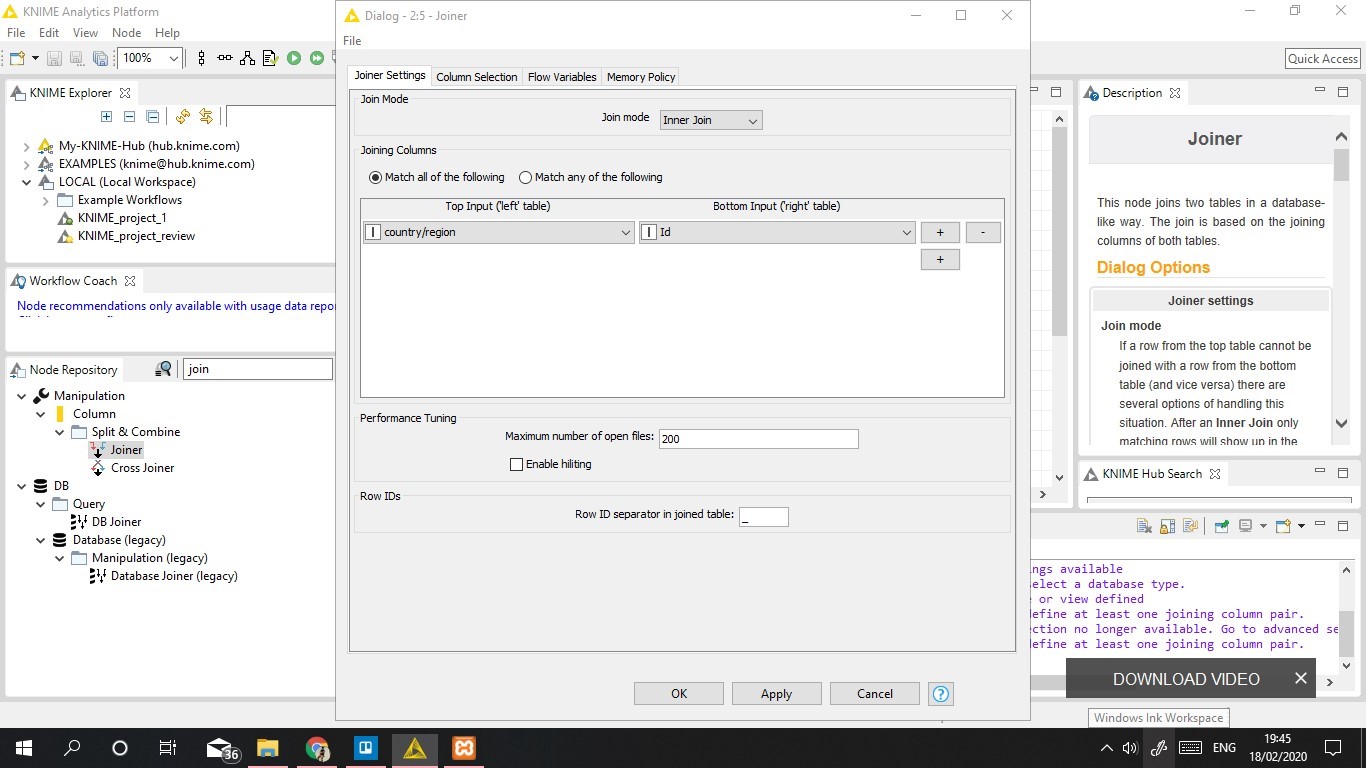 KNIME Analytics Platform
File Edit View Node Help
100%
Quick Access
KNIME Explorer
My-KNIME-Hub (hub.knime.com)
EXAMPLES (knime@hub.knime.com)
LOCAL (Local Workspace)
Example Workflows
KNIME_project_1
KNIME_project_review
Workflow Coach
Node recommendations only available with usage data repor
Node Repository
join
Manipulation
Column
Split & Combine
Joiner
Cross Joiner
DB
Query
DB Joiner
Database (legacy)
Manipulation (legacy)
Database Joiner (legacy)
Dialog - 2:5 - Joiner
File
Joiner Settings Column Selection Flow Variables Memory Policy
Join Mode
Join mode Inner Join
Joining Columns
Match all of the following Match any of the following
Top Input ('left' table) Bottom Input ('right' table)
I country/region I Id + -
+
Performance Tuning
Maximum number of open files: 200
Enable hiliting
Row IDs
Row ID separator in joined table: _
OK Apply Cancel ?
Description
Joiner
This node joins two tables in a database-
like way. The join is based on the joining
columns of both tables.
Dialog Options
Joiner settings
Join mode
If a row from the top table cannot be
joined with a row from the bottom
table (and vice versa) there are
several options of handling this
situation. After an Inner Join only
matching rows will show up in the
KNIME Hub Search
ngs available
elect a database type.
or view defined
efine at least one joining column pair.
ction no longer available. Go to advanced se
efine at least one joining column pair.
DOWNLOAD VIDEO
Windows Ink Workspace
36
ENG
19:45
18/02/2020